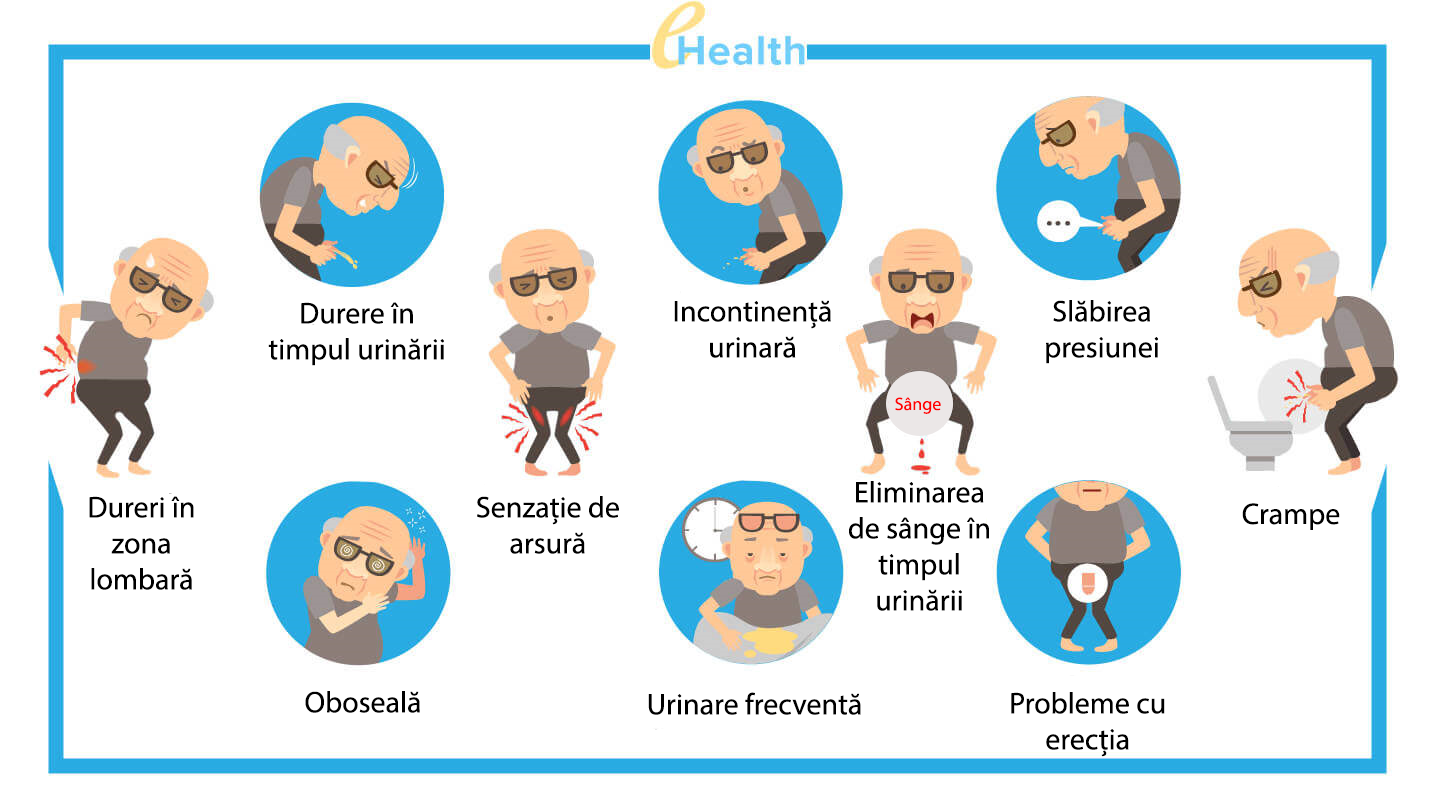 eHealth
Durere în
timpul urinării
Incontinență
urinară
Slăbirea
presiunei
Sânge
Dureri în
zona
lombară
Senzație de
arsură
Eliminarea
de sânge în
timpul
urinării
Crampe
Oboseală
Urinare frecventă
Probleme cu
erecția